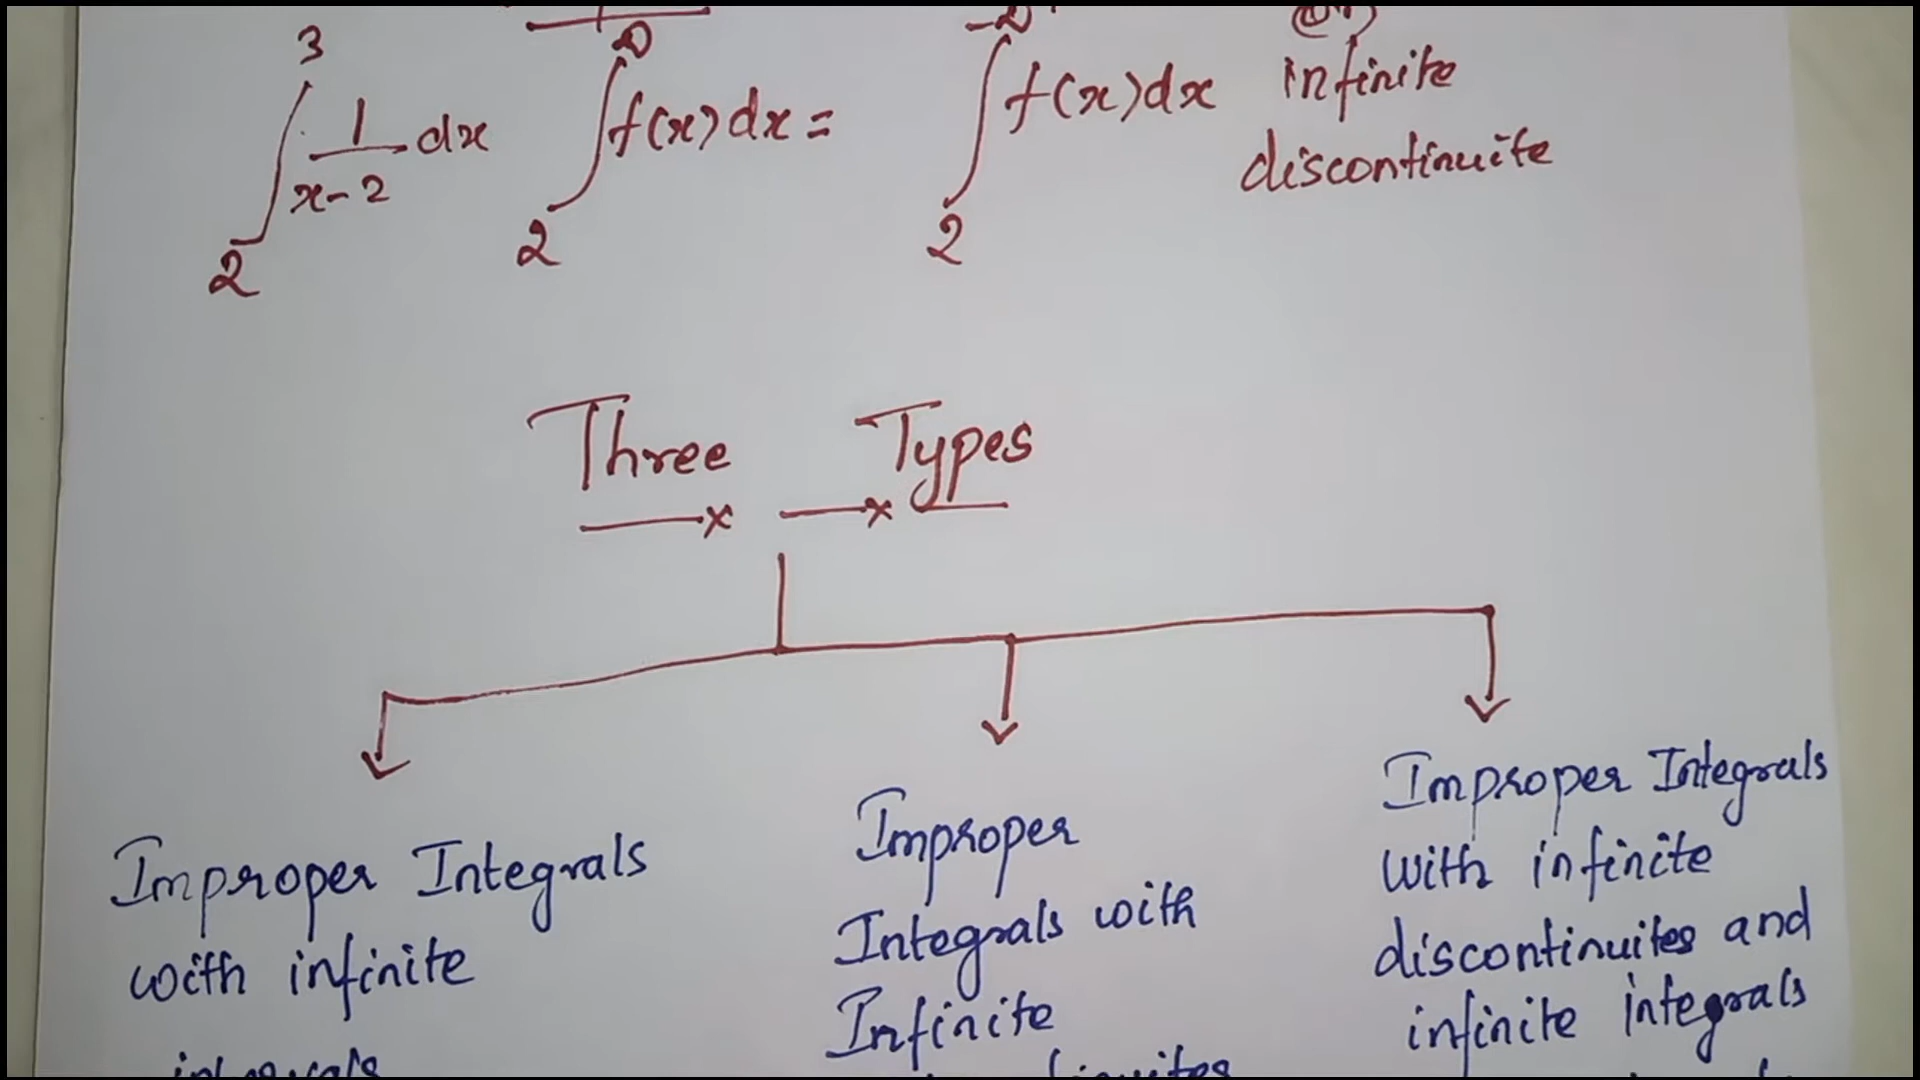 3 ∞ -∞
∫ 1/(x-2) dx ∫ f(x) dx = ∫ f(x) dx infinite
2 2 2 discontinuite
Three Types
Improper Integrals
with infinite
Improper
Integrals with
Infinite
Improper Integrals
with infinite
discontinuites and
infinite integrals